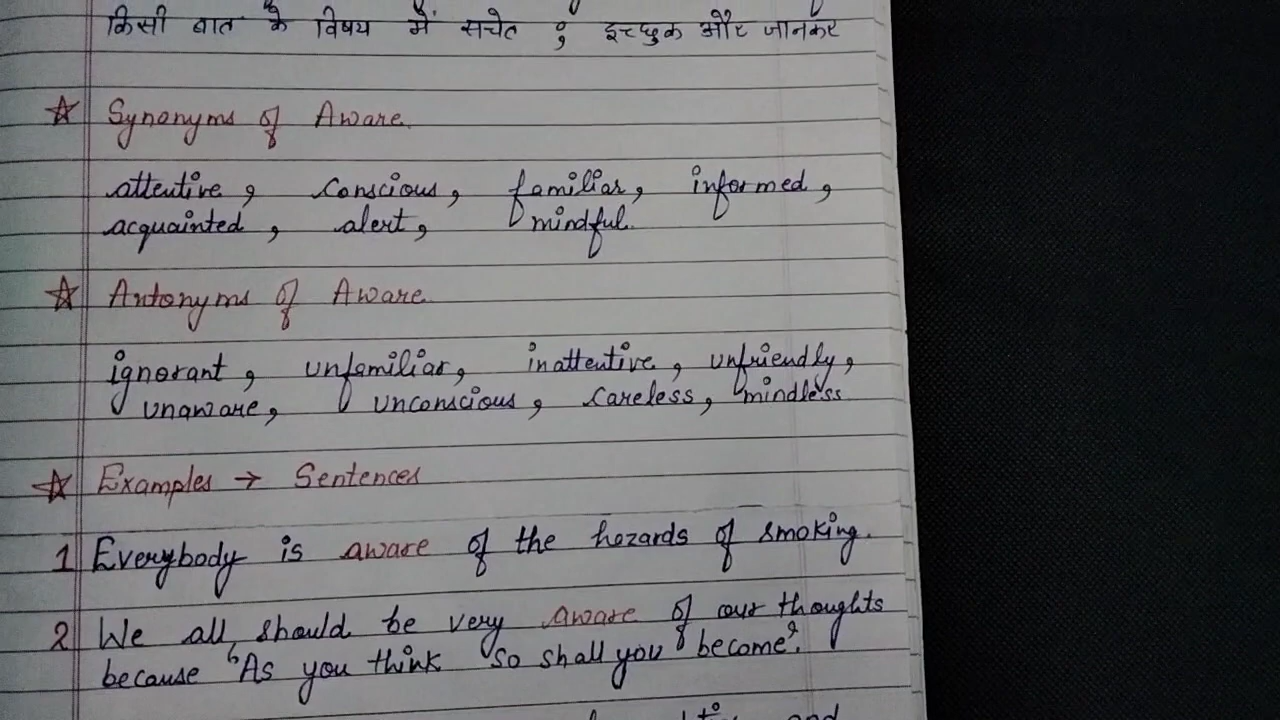 किसी बात के विषय में सचेत ; इच्छुक और जानकर
☆ Synonyms of Aware.
attentive, conscious, familiar, informed,
acquainted, alert, mindful.
☆ Antonyms of Aware
ignorant, unfamiliar, inattentive, unfriendly,
unaware, unconscious, careless, mindless
☆ Examples → Sentences
1 Everybody is aware of the hazards of smoking.
2 We all should be very aware of our thoughts
because "As you think so shall you become".
and